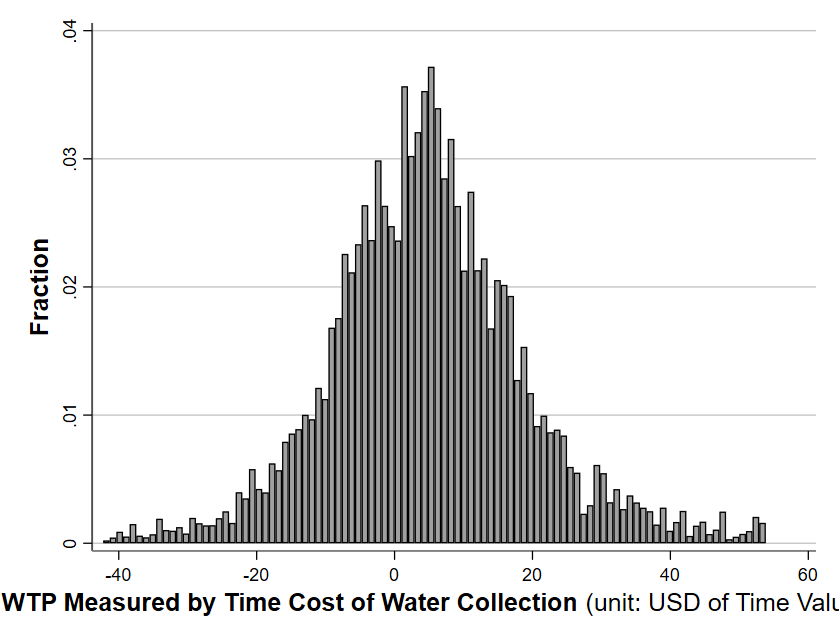 .04
.03
.02
.01
0
Fraction
-40 -20 0 20 40 60
WTP Measured by Time Cost of Water Collection (unit: USD of Time Valu